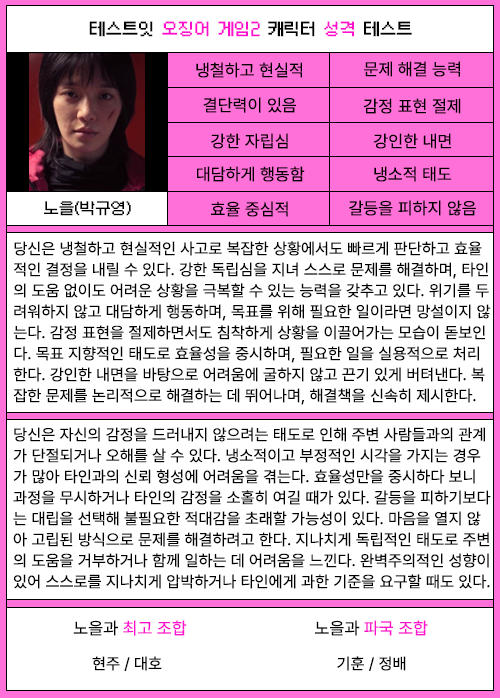 테스트잇 오징어 게임2 캐릭터 성격 테스트
냉철하고 현실적 문제 해결 능력
결단력이 있음 감정 표현 절제
강한 자립심 강인한 내면
대담하게 행동함 냉소적 태도
노을(박규영) 효율 중심적 갈등을 피하지 않음
당신은 냉철하고 현실적인 사고로 복잡한 상황에서도 빠르게 판단하고 효율
적인 결정을 내릴 수 있다. 강한 독립심을 지녀 스스로 문제를 해결하며, 타인
의 도움 없이도 어려운 상황을 극복할 수 있는 능력을 갖추고 있다. 위기를 두
려워하지 않고 대담하게 행동하며, 목표를 위해 필요한 일이라면 망설이지 않
는다. 감정 표현을 절제하면서도 침착하게 상황을 이끌어가는 모습이 돋보인
다. 목표 지향적인 태도로 효율성을 중시하며, 필요한 일을 실용적으로 처리
한다. 강인한 내면을 바탕으로 어려움에 굴하지 않고 끈기 있게 버텨낸다. 복
잡한 문제를 논리적으로 해결하는 데 뛰어나며, 해결책을 신속히 제시한다.
당신은 자신의 감정을 드러내지 않으려는 태도로 인해 주변 사람들과의 관계
가 단절되거나 오해를 살 수 있다. 냉소적이고 부정적인 시각을 가지는 경우
가 많아 타인과의 신뢰 형성에 어려움을 겪는다. 효율성만을 중시하다 보니
과정을 무시하거나 타인의 감정을 소홀히 여길 때가 있다. 갈등을 피하기보다
는 대립을 선택해 불필요한 적대감을 초래할 가능성이 있다. 마음을 열지 않
아 고립된 방식으로 문제를 해결하려고 한다. 지나치게 독립적인 태도로 주변
의 도움을 거부하거나 함께 일하는 데 어려움을 느낀다. 완벽주의적인 성향이
있어 스스로를 지나치게 압박하거나 타인에게 과한 기준을 요구할 때도 있다.
노을과 최고 조합 노을과 파국 조합
현주 / 대호 기훈 / 정배